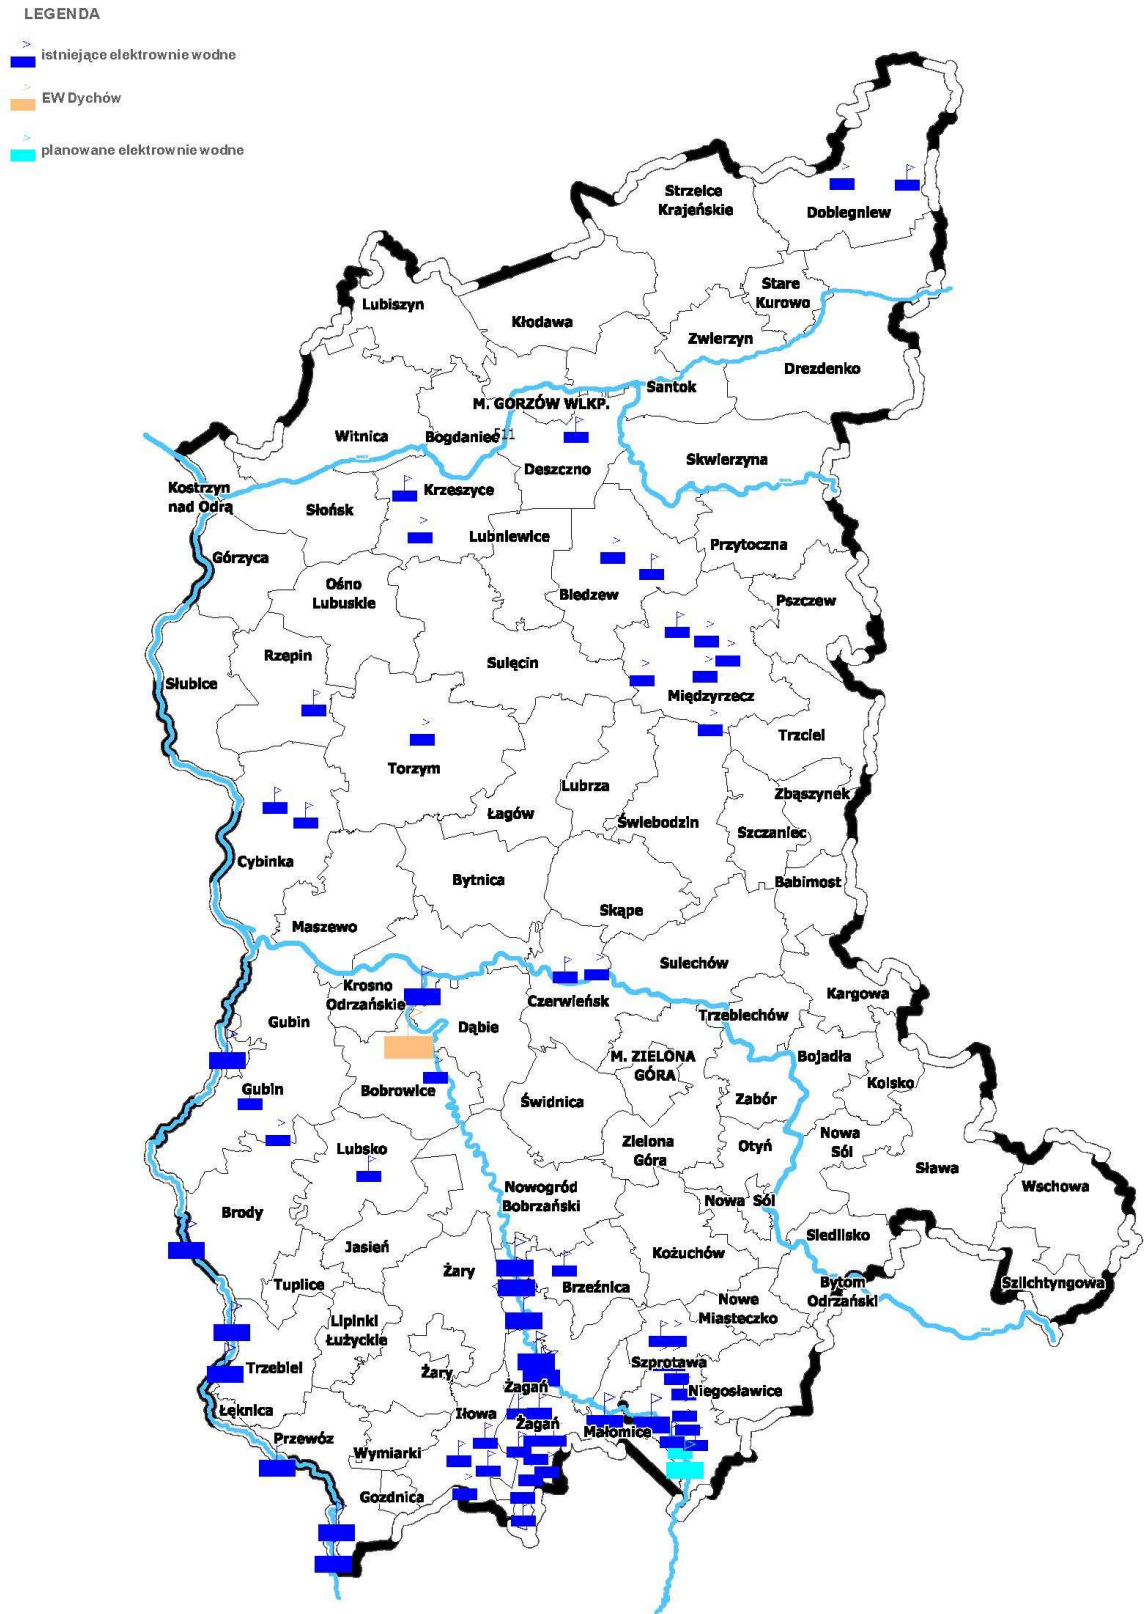 LEGENDA
istniejące elektrownie wodne
EW Dychów
planowane elektrownie wodne
Strzelce
Krajeńskie
Dobiegniew
Stare
Kurowo
Lubiszyn
Kłodawa
Zwierzyn
Drezdenko
Santok
M. GORZÓW WLKP.
Witnica
Bogdaniec
511
Deszczno
Skwierzyna
Kostrzyn
nad Odrą
Słońsk
Krzeszyce
Lubniewice
Przytoczna
Górzyca
Ośno
Lubuskie
Bledzew
Pszczew
Rzepin
Sulęcin
Słubice
Międzyrzecz
Torzym
Trzciel
Lubrza
Zbąszynek
Łagów
Świebodzin
Szczaniec
Cybinka
Bytnica
Babimost
Skąpe
Maszewo
Sulechów
Krosno
Odrzańskie
Czerwieńsk
Kargowa
Gubin
Dąbie
Trzebiechów
M. ZIELONA
GÓRA
Bojadła
Gubin
Bobrowice
Świdnica
Zabór
Kolsko
Lubsko
Zielona
Góra
Otyń
Nowa
Sól
Sława
Wschowa
Nowogród
Bobrzański
Nowa Sól
Brody
Siedlisko
Jasień
Kożuchów
Żary
Tuplice
Brzeźnica
Bytom
Odrzański
Szlichtyngowa
Nowe
Miasteczko
Lipinki
Łużyckie
Trzebiel
Żary
Szprotawa
Żagań
Niegosławice
Łęknica
Iłowa
Żagań
Małomice
Przewóz
Wymiarki
Gozdnica